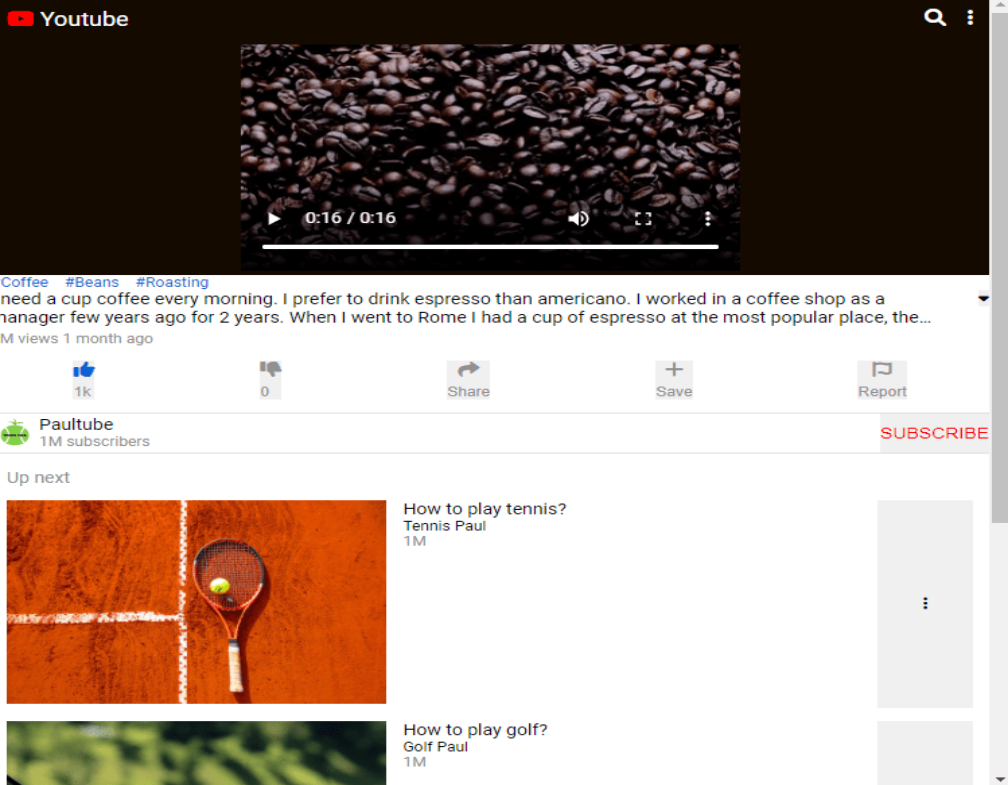 Youtube
0:16 / 0:16
Coffee #Beans #Roasting
need a cup coffee every morning. I prefer to drink espresso than americano. I worked in a coffee shop as a
nanager few years ago for 2 years. When I went to Rome I had a cup of espresso at the most popular place, the...
M views 1 month ago
1k
0
Share
Save
Report
Paultube
1M subscribers
SUBSCRIBE
Up next
How to play tennis?
Tennis Paul
1M
How to play golf?
Golf Paul
1M